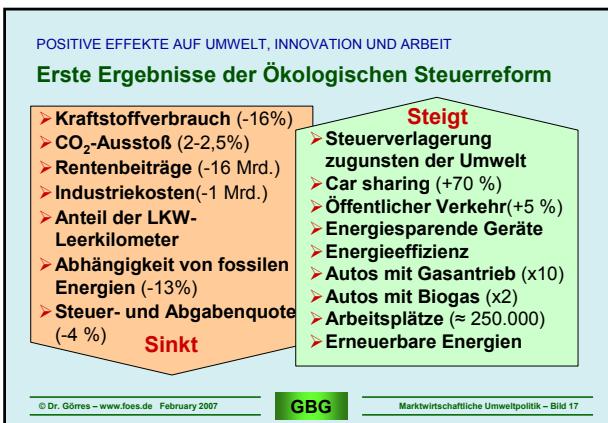 POSITIVE EFFEKTE AUF UMWELT, INNOVATION UND ARBEIT
Erste Ergebnisse der Ökologischen Steuerreform
➢Kraftstoffverbrauch (-16%)
➢CO₂-Ausstoß (2-2,5%)
➢Rentenbeiträge (-16 Mrd.)
➢Industriekosten(-1 Mrd.)
➢Anteil der LKW-
Leerkilometer
➢Abhängigkeit von fossilen
Energien (-13%)
➢Steuer- und Abgabenquote
(-4 %)
Sinkt
Steigt
➢Steuerverlagerung
zugunsten der Umwelt
➢Car sharing (+70 %)
➢Öffentlicher Verkehr(+5 %)
➢Energiesparende Geräte
➢Energieeffizienz
➢Autos mit Gasantrieb (x10)
➢Autos mit Biogas (x2)
➢Arbeitsplätze (≈ 250.000)
➢Erneuerbare Energien
© Dr. Görres – www.foes.de February 2007
GBG
Marktwirtschaftliche Umweltpolitik – Bild 17